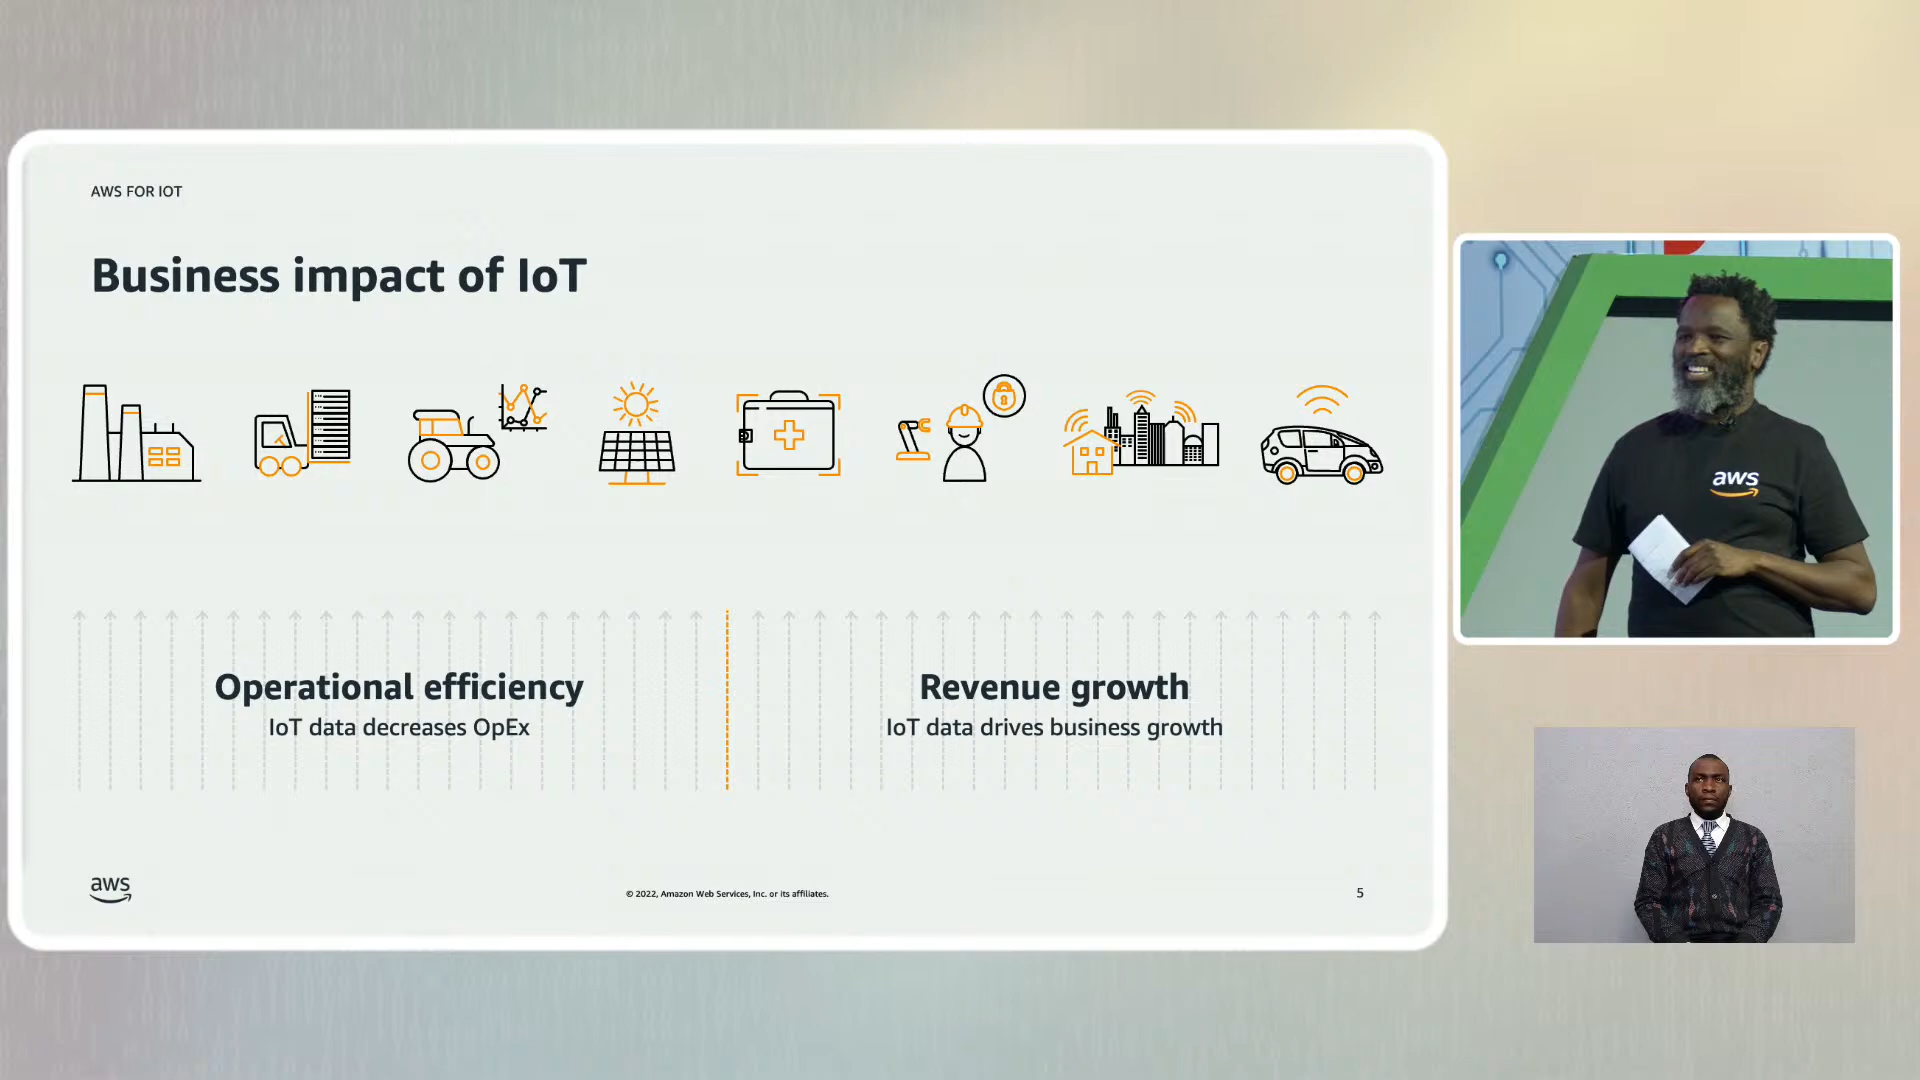 AWS FOR IOT
Business impact of IoT
Operational efficiency
IoT data decreases OpEx
Revenue growth
IoT data drives business growth
aws
© 2022, Amazon Web Services, Inc. or its affiliates.
5
aws